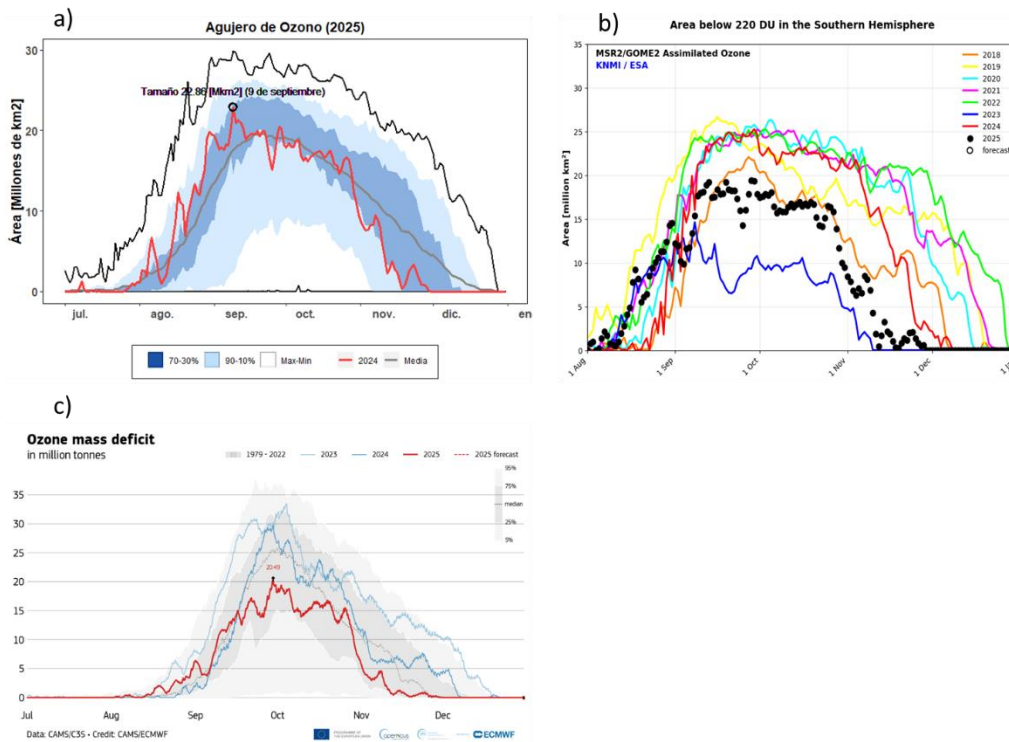 a)
Agujero de Ozono (2025)
Tamaño 22.86 [Mkm2] (9 de septiembre)
Área [Millones de km2]
30
20
10
0
jul. ago. sep. oct. nov. dic. en
70-30% 90-10% Max-Min 2024 Media
b)
Area below 220 DU in the Southern Hemisphere
MSR2/GOME2 Assimilated Ozone
KNMI / ESA
2018
2019
2020
2021
2022
2023
2024
2025
forecast
Area [million km²]
35
30
25
20
15
10
5
0
1 Aug 1 Sep 1 Oct 1 Nov 1 Dec 1 J
c)
Ozone mass deficit
in million tonnes
1979 - 2022 2023 2024 2025 2025 forecast
95%
75%
median
25%
5%
35
30
25
20
15
10
5
0
20.49
Jul Aug Sep Oct Nov Dec
Data: CAMS/C3S • Credit: CAMS/ECMWF
ECMWF